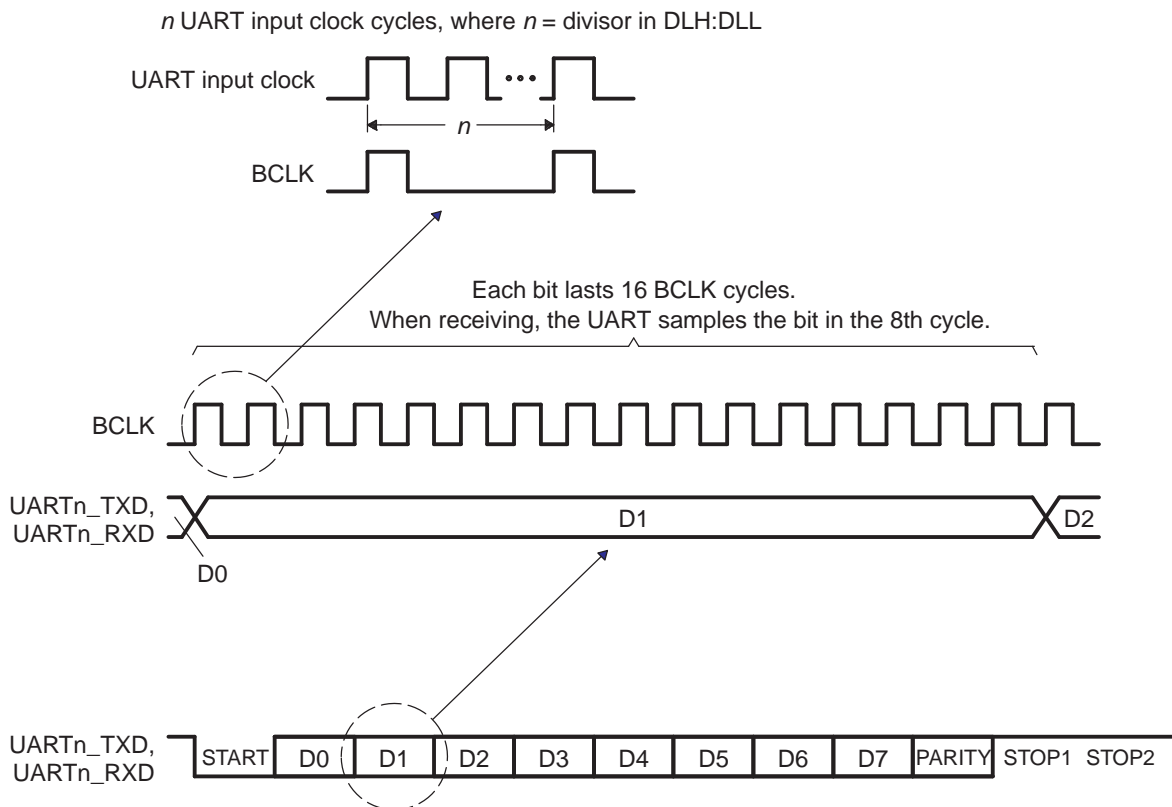 n UART input clock cycles, where n = divisor in DLH:DLL
UART input clock
n
BCLK
Each bit lasts 16 BCLK cycles.
When receiving, the UART samples the bit in the 8th cycle.
BCLK
UARTn_TXD,
UARTn_RXD
D1
D2
D0
UARTn_TXD,
UARTn_RXD
START D0 D1 D2 D3 D4 D5 D6 D7 PARITY STOP1 STOP2